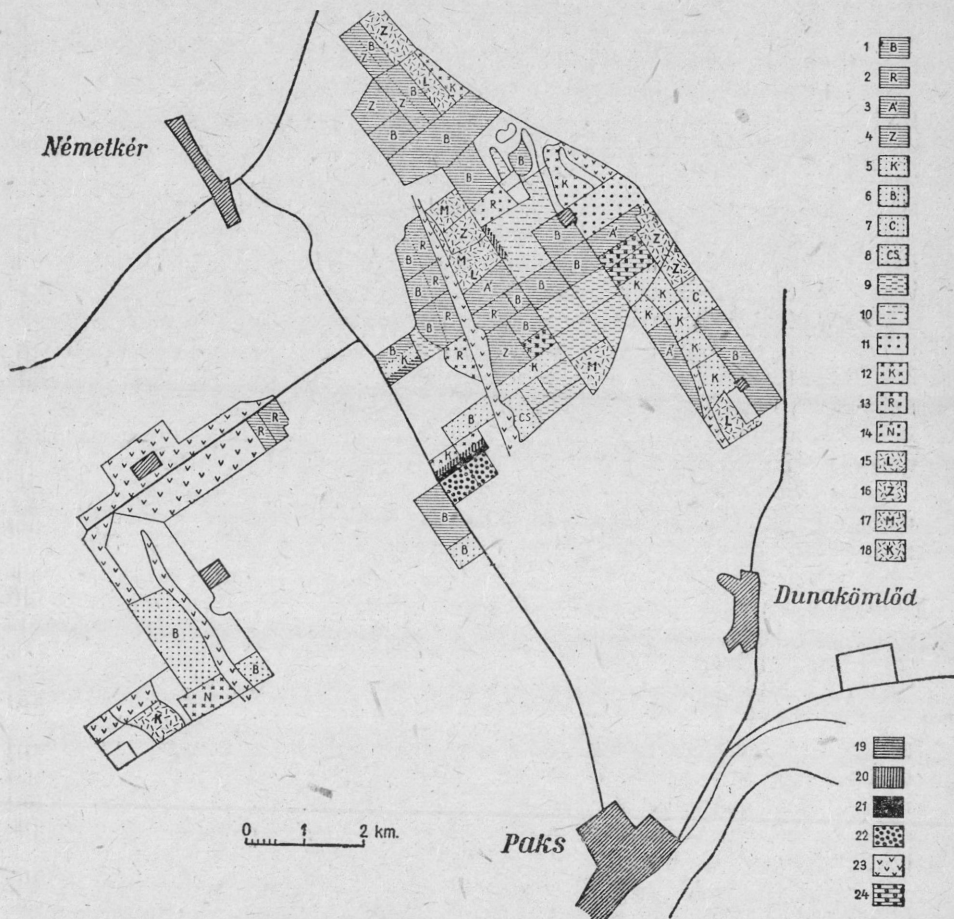 Németkér
Z
B
Z
L
K
B
Z
Z
B
B
B
B
B
K
M
R
R
Z
B
Á
Z
B
M
R
L
B
Z
B
Á
K
K
C
B
R
B
K
K
B
R
B
B
K
Z
R
Á
B
K
K
M
K
B
CS
L
R
R
K
B
B
B
B
N
K
1 B
2 R
3 Á
4 Z
5 K
6 B
7 C
8 CS
9
10
11
12 K
13 R
14 N
15 L
16 Z
17 M
18 K
Dunakömlőd
19
20
21
22
23
24
0 1 2 km.
Paks